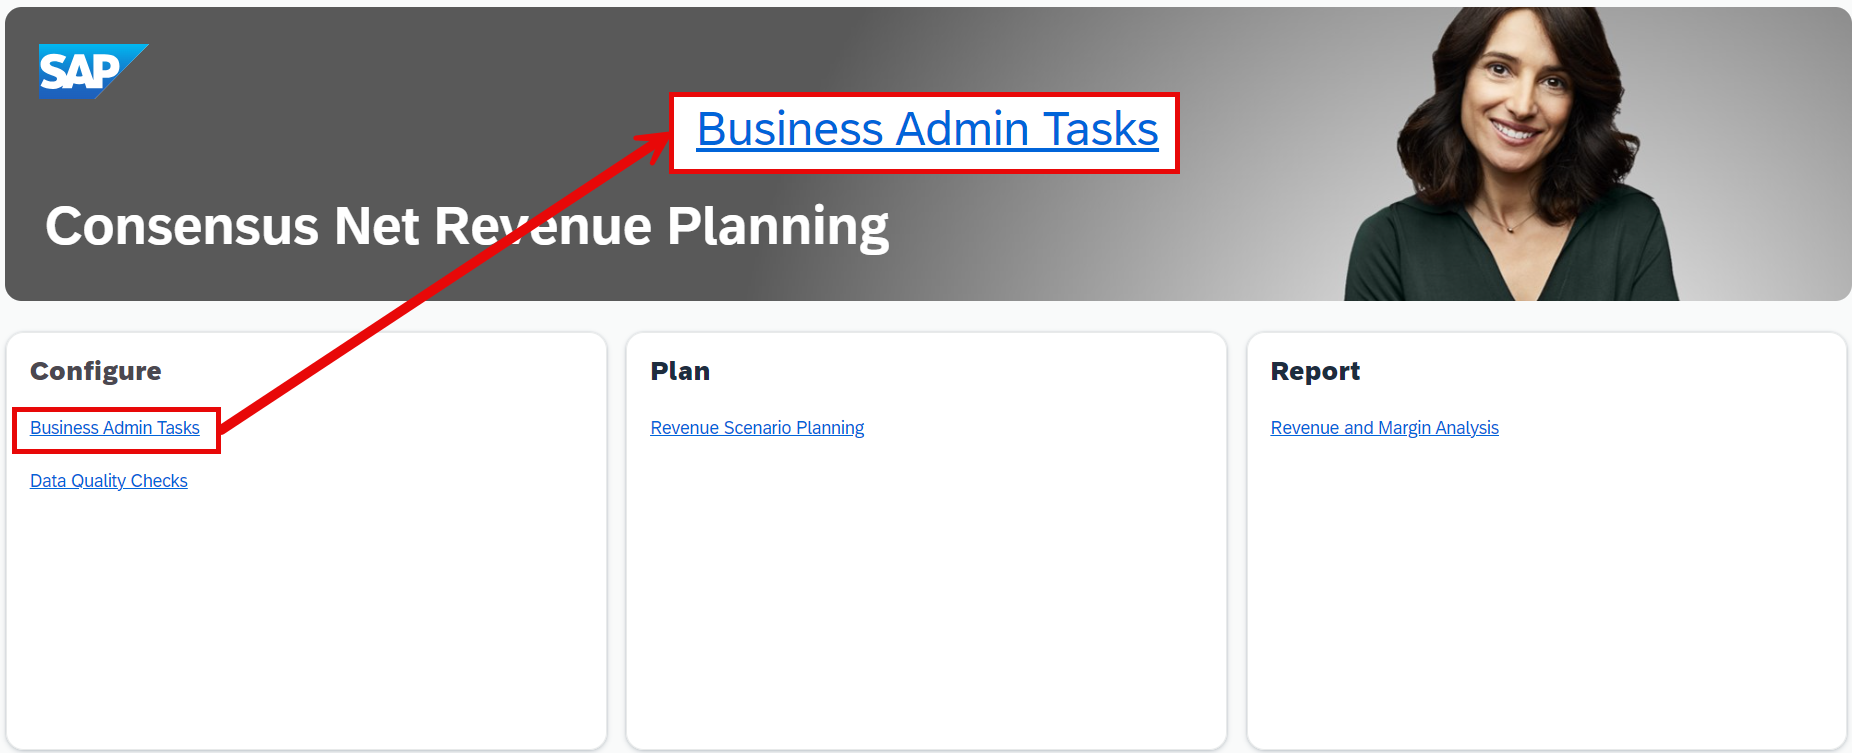 SAP
Business Admin Tasks
Consensus Net Revenue Planning
Configure
Business Admin Tasks
Data Quality Checks
Plan
Revenue Scenario Planning
Report
Revenue and Margin Analysis